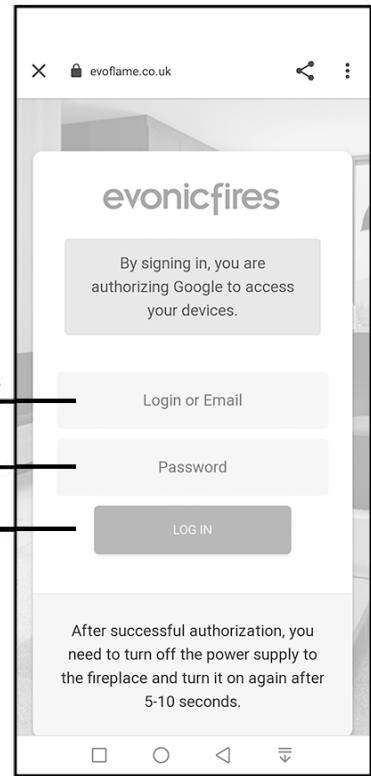 evoflame.co.uk
evonicfires
By signing in, you are
authorizing Google to access
your devices.
Login or Email
Password
LOG IN
After successful authorization, you
need to turn off the power supply to
the fireplace and turn it on again after
5-10 seconds.